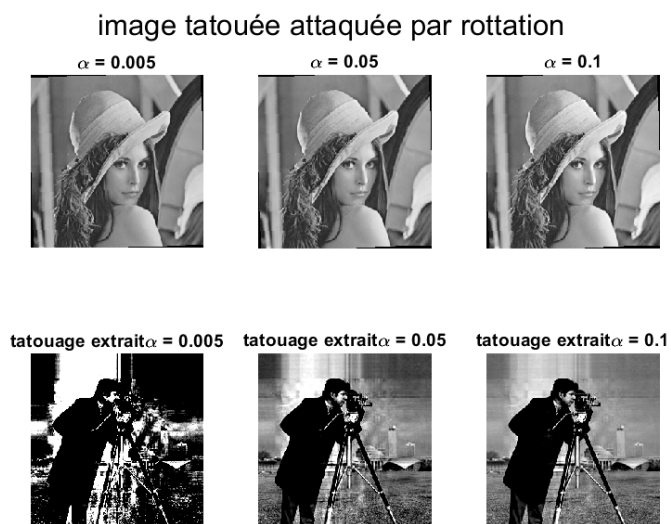 image tatouée attaquée par rottation
α = 0.005
α = 0.05
α = 0.1
tatouage extraitα = 0.005
tatouage extraitα = 0.05
tatouage extraitα = 0.1